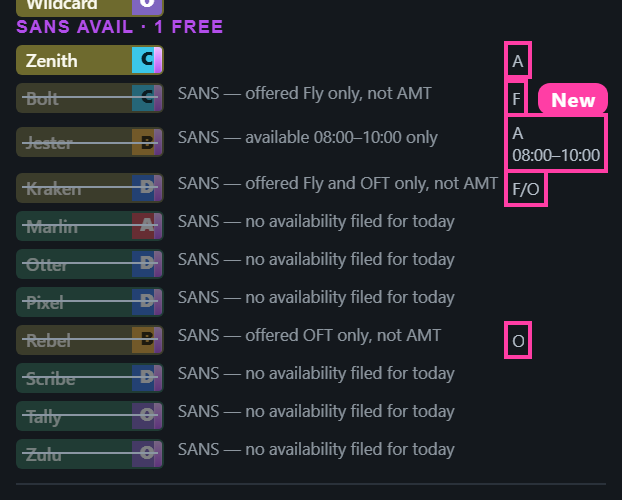 Wildcard O
SANS AVAIL · 1 FREE
Zenith C A
Bolt C SANS — offered Fly only, not AMT F New
Jester B SANS — available 08:00–10:00 only A
08:00–10:00
Kraken D SANS — offered Fly and OFT only, not AMT F/O
Marlin A SANS — no availability filed for today
Otter D SANS — no availability filed for today
Pixel D SANS — no availability filed for today
Rebel B SANS — offered OFT only, not AMT O
Scribe D SANS — no availability filed for today
Tally O SANS — no availability filed for today
Zulu O SANS — no availability filed for today